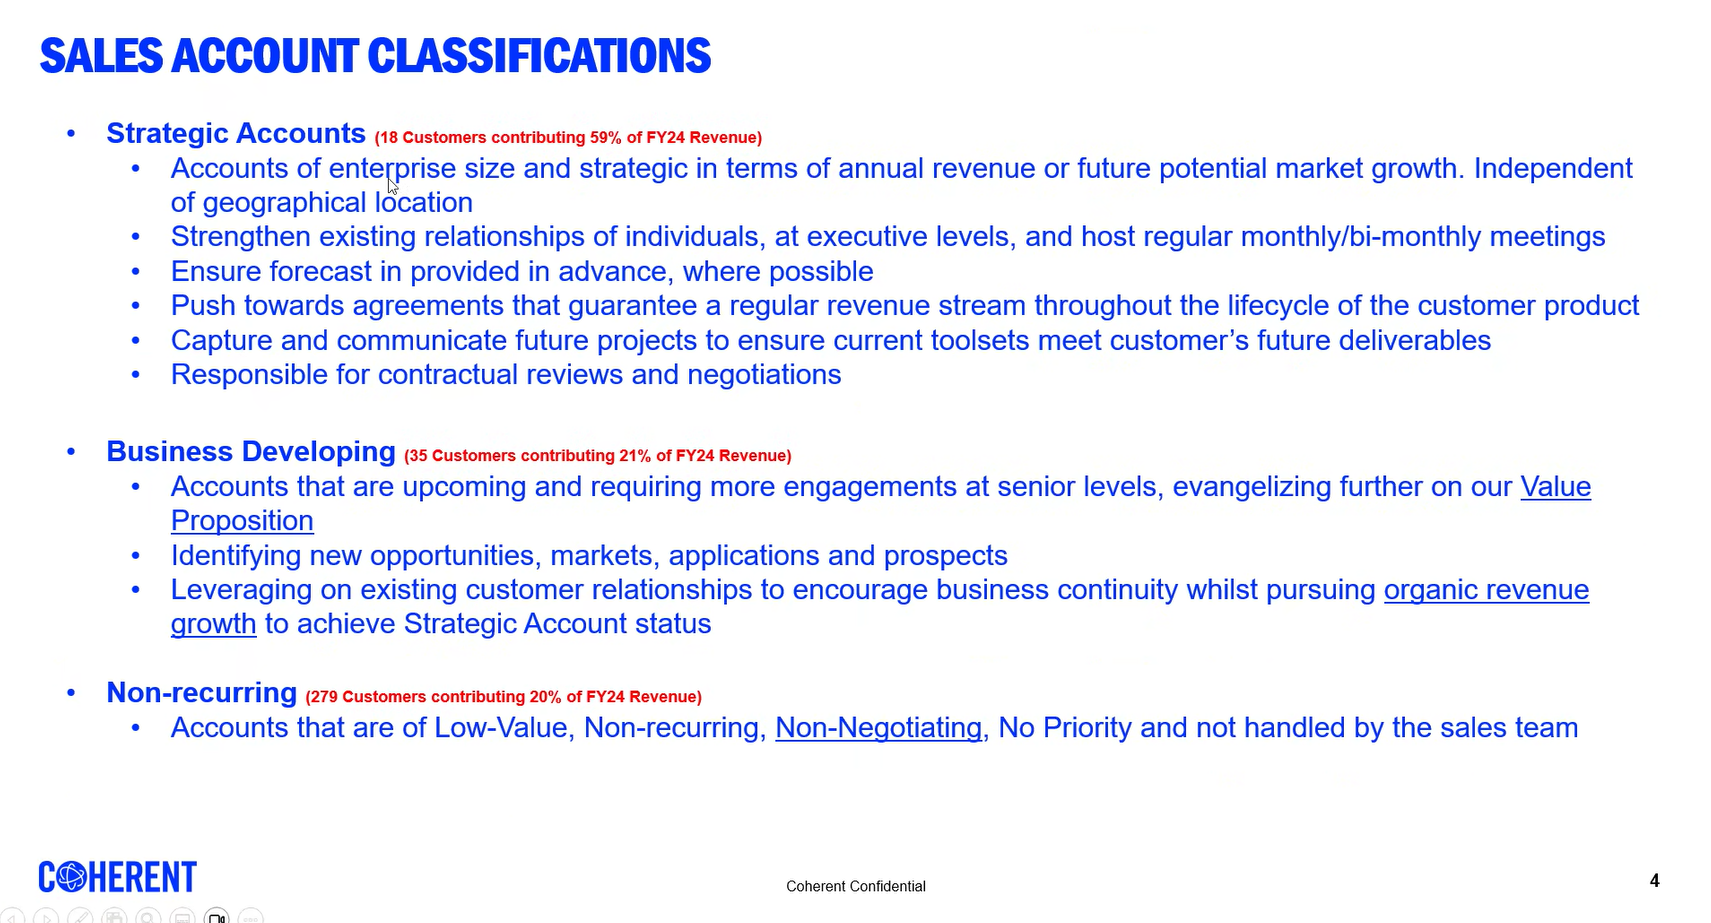 SALES ACCOUNT CLASSIFICATIONS
• Strategic Accounts (18 Customers contributing 59% of FY24 Revenue)
• Accounts of enterprise size and strategic in terms of annual revenue or future potential market growth. Independent
of geographical location
• Strengthen existing relationships of individuals, at executive levels, and host regular monthly/bi-monthly meetings
• Ensure forecast in provided in advance, where possible
• Push towards agreements that guarantee a regular revenue stream throughout the lifecycle of the customer product
• Capture and communicate future projects to ensure current toolsets meet customer’s future deliverables
• Responsible for contractual reviews and negotiations
• Business Developing (35 Customers contributing 21% of FY24 Revenue)
• Accounts that are upcoming and requiring more engagements at senior levels, evangelizing further on our Value
Proposition
• Identifying new opportunities, markets, applications and prospects
• Leveraging on existing customer relationships to encourage business continuity whilst pursuing organic revenue
growth to achieve Strategic Account status
• Non-recurring (279 Customers contributing 20% of FY24 Revenue)
• Accounts that are of Low-Value, Non-recurring, Non-Negotiating, No Priority and not handled by the sales team
COHERENT
Coherent Confidential
4